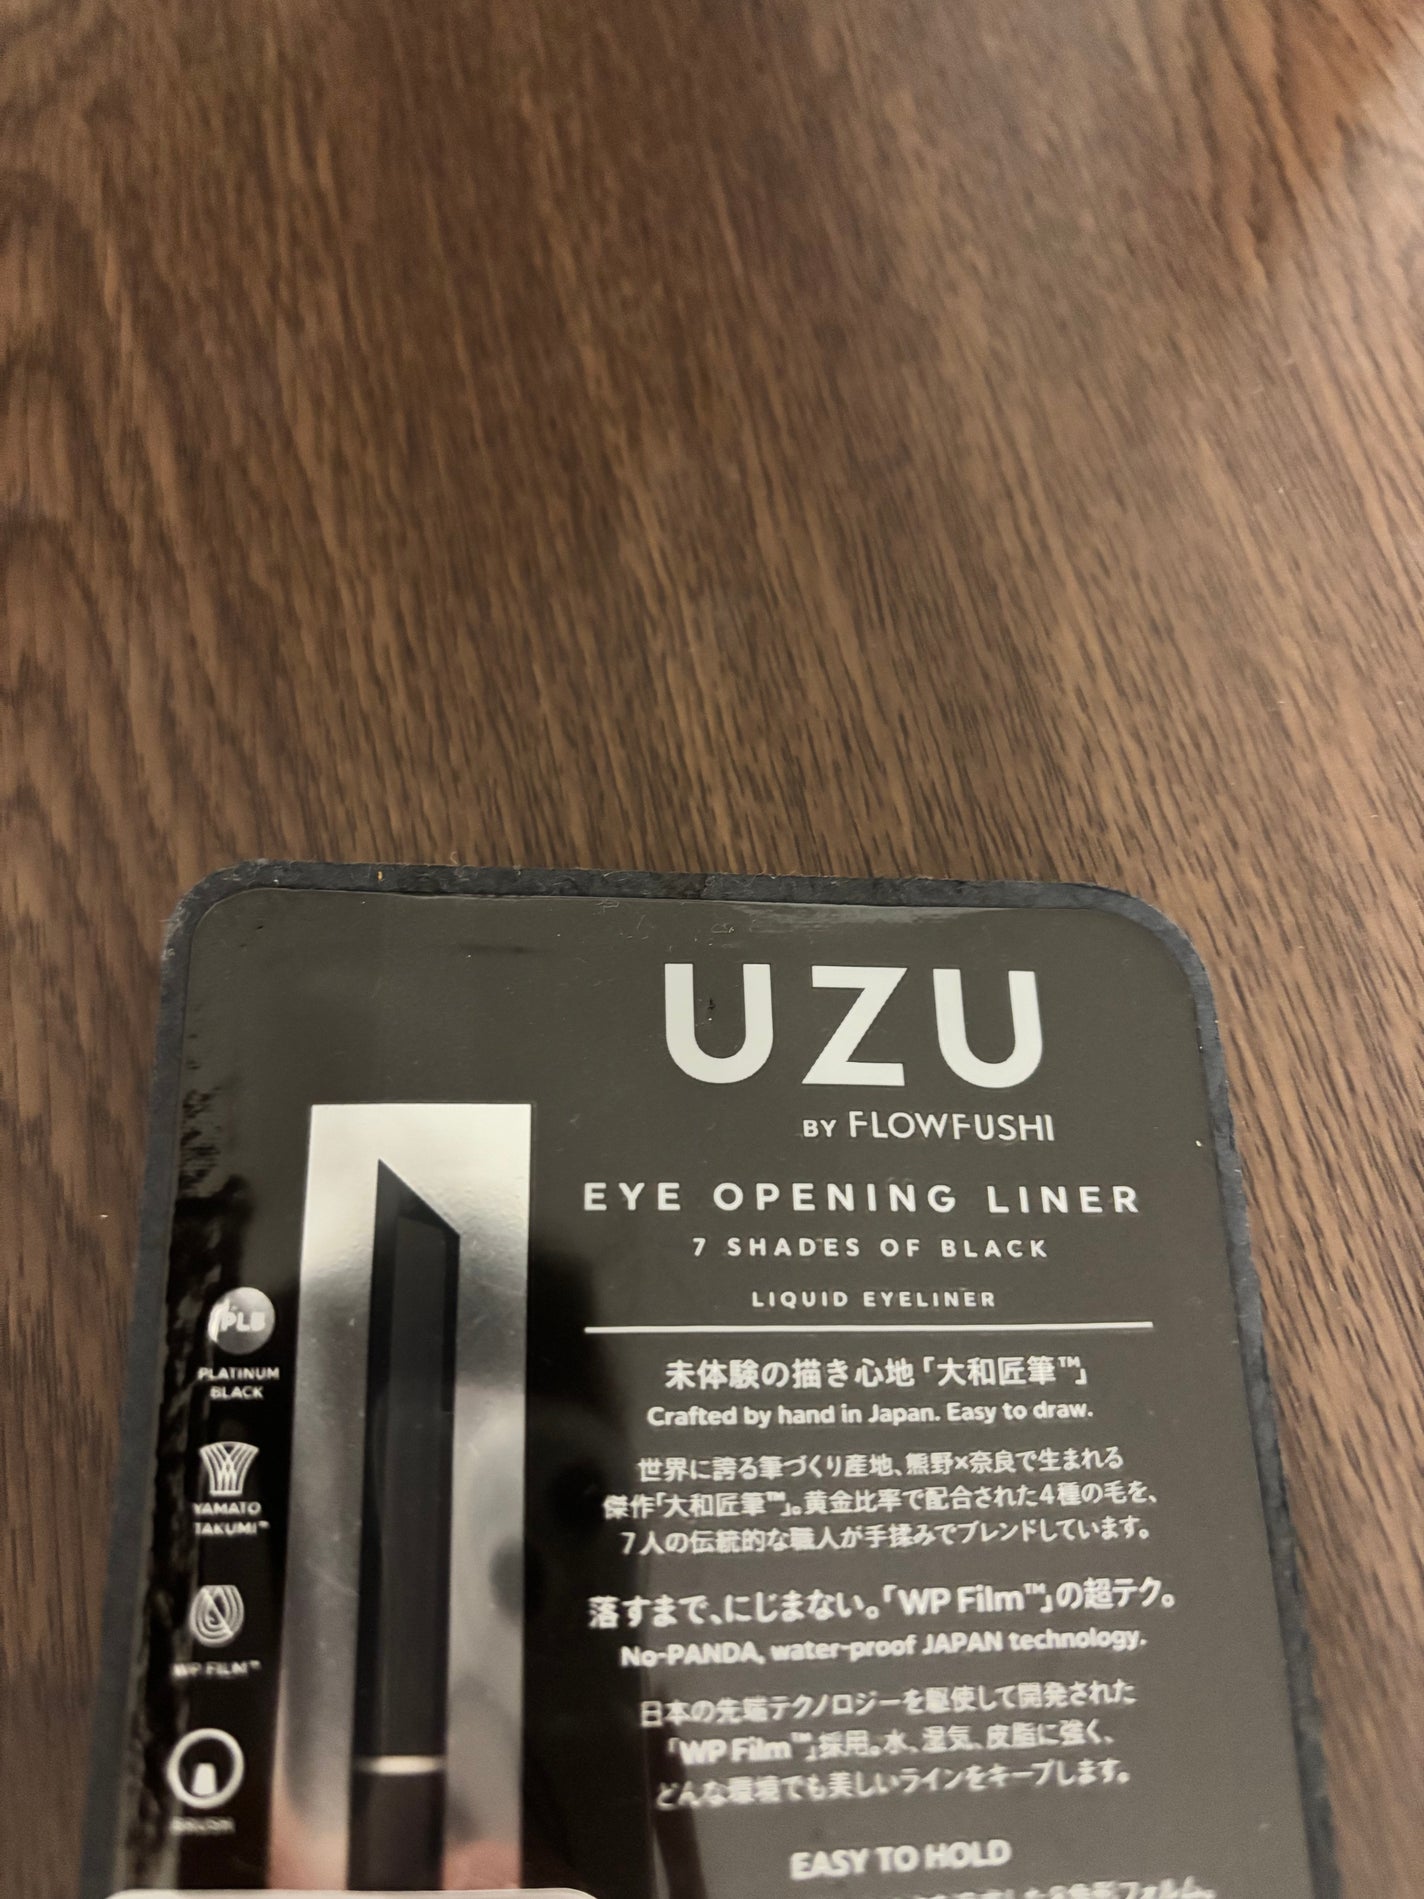 UZU
BY FLOWFUSHI
EYE OPENING LINER
7 SHADES OF BLACK
LIQUID EYELINER
未体験の描き心地「大和匠筆™」
Crafted by hand in Japan. Easy to draw.
世界に誇る筆づくり産地、熊野×奈良で生まれる
傑作「大和匠筆™」。黄金比率で配合された4種の毛を、
7人の伝統的な職人が手揉みでブレンドしています。
落すまで、にじまない。「WP Film™」の超テク。
No-PANDA, water-proof JAPAN technology.
日本の先端テクノロジーを駆使して開発された
「WP Film™」採用。水、湿気、皮脂に強く、
どんな環境でも美しいラインをキープします。
EASY TO HOLD
フォルム。
PLB
PLATINUM
BLACK
YAMATO
TAKUMI™
WP FILM™
BRUSH